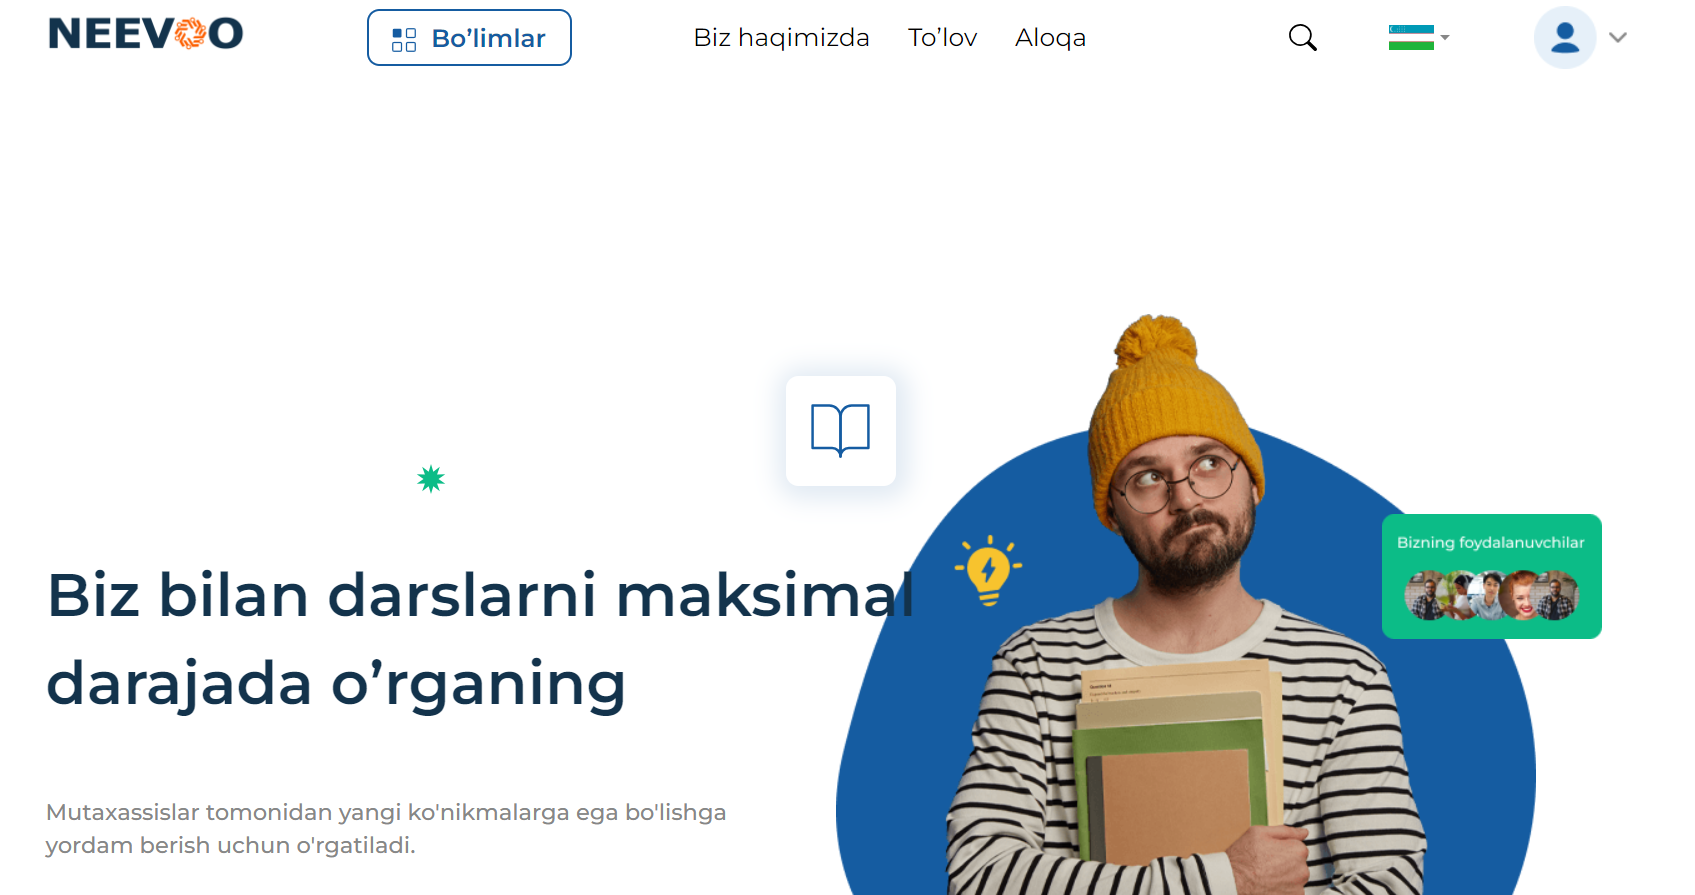 NEEVOO
Bo’limlar
Biz haqimizda
To’lov
Aloqa
Bizning foydalanuvchilar
Biz bilan darslarni maksimal
darajada o’rganing
Mutaxassislar tomonidan yangi ko'nikmalarga ega bo'lishga
yordam berish uchun o'rgatiladi.